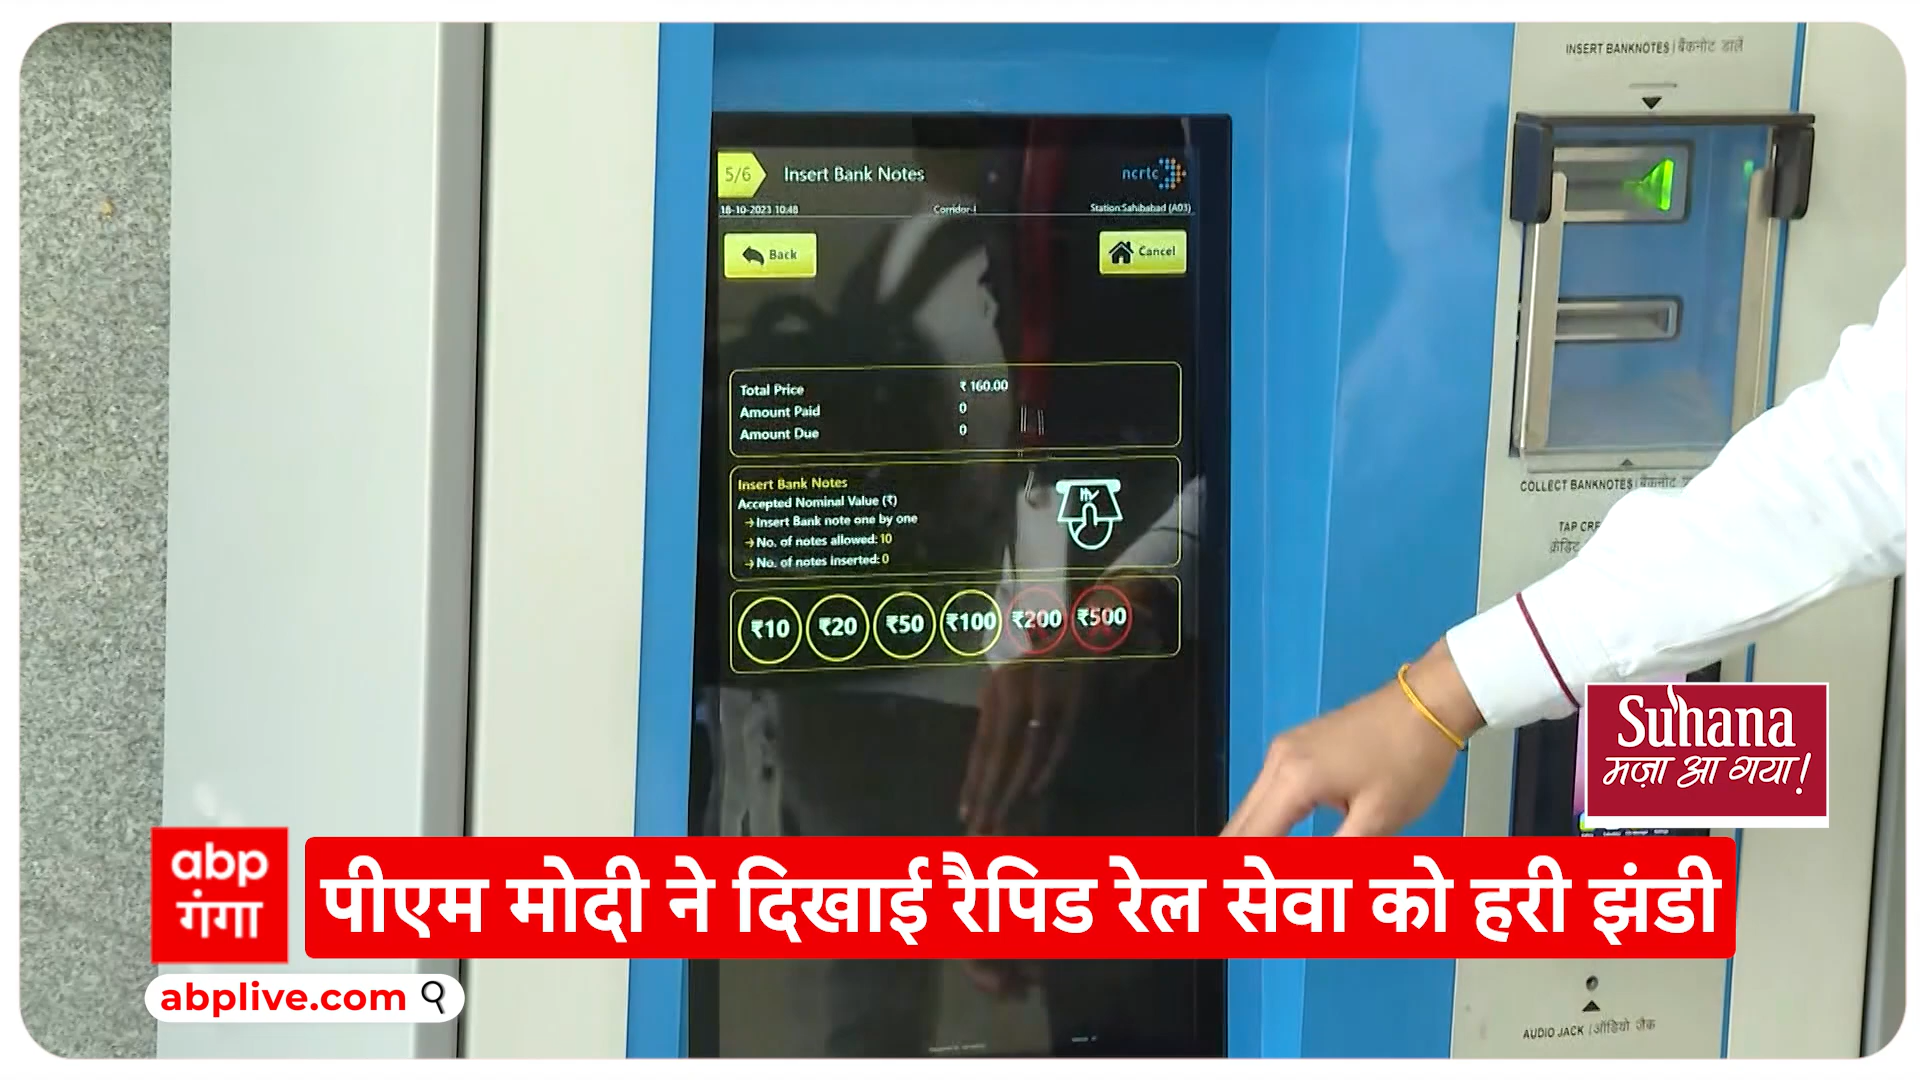 INSERT BANKNOTES | बैंकनोट डालें
5/6
Insert Bank Notes
ncrtc
18-10-2023 10:48
Corridor-I
Station:Sahibabad (A03)
Back
Cancel
Total Price ₹ 160.00
Amount Paid 0
Amount Due 0
Insert Bank Notes
Accepted Nominal Value (₹)
→Insert Bank note one by one
→No. of notes allowed: 10
→No. of notes inserted: 0
₹10 ₹20 ₹50 ₹100 ₹200 ₹500
COLLECT BANKNOTES | बैंकनोट
TAP
Suhana
मज़ा आ गया!
abp
गंगा
पीएम मोदी ने दिखाई रैपिड रेल सेवा को हरी झंडी
abplive.com
AUDIO JACK | ऑडियो जैक